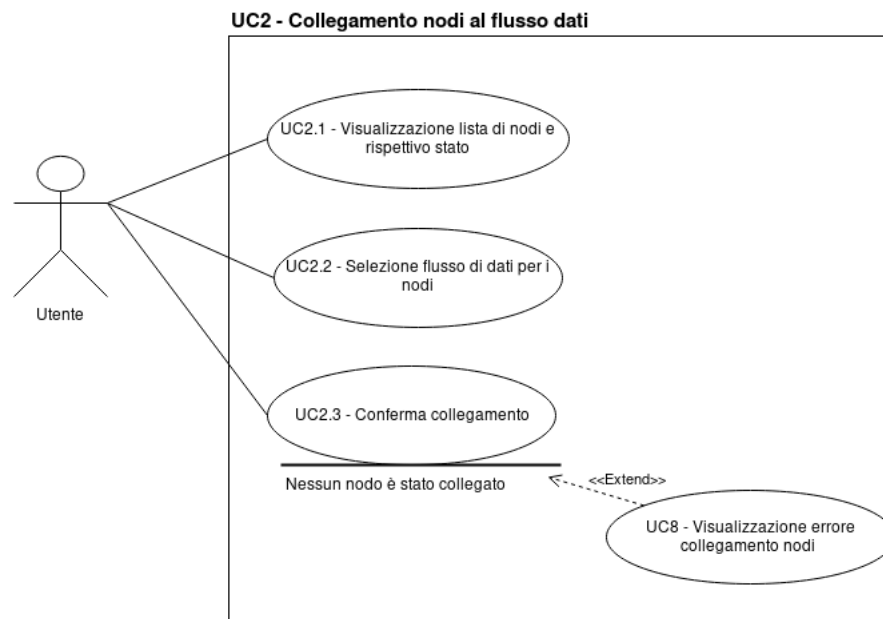 UC2 - Collegamento nodi al flusso dati
UC2.1 - Visualizzazione lista di nodi e
rispettivo stato
UC2.2 - Selezione flusso di dati per i
nodi
Utente
UC2.3 - Conferma collegamento
Nessun nodo è stato collegato
<<Extend>>
UC8 - Visualizzazione errore
collegamento nodi